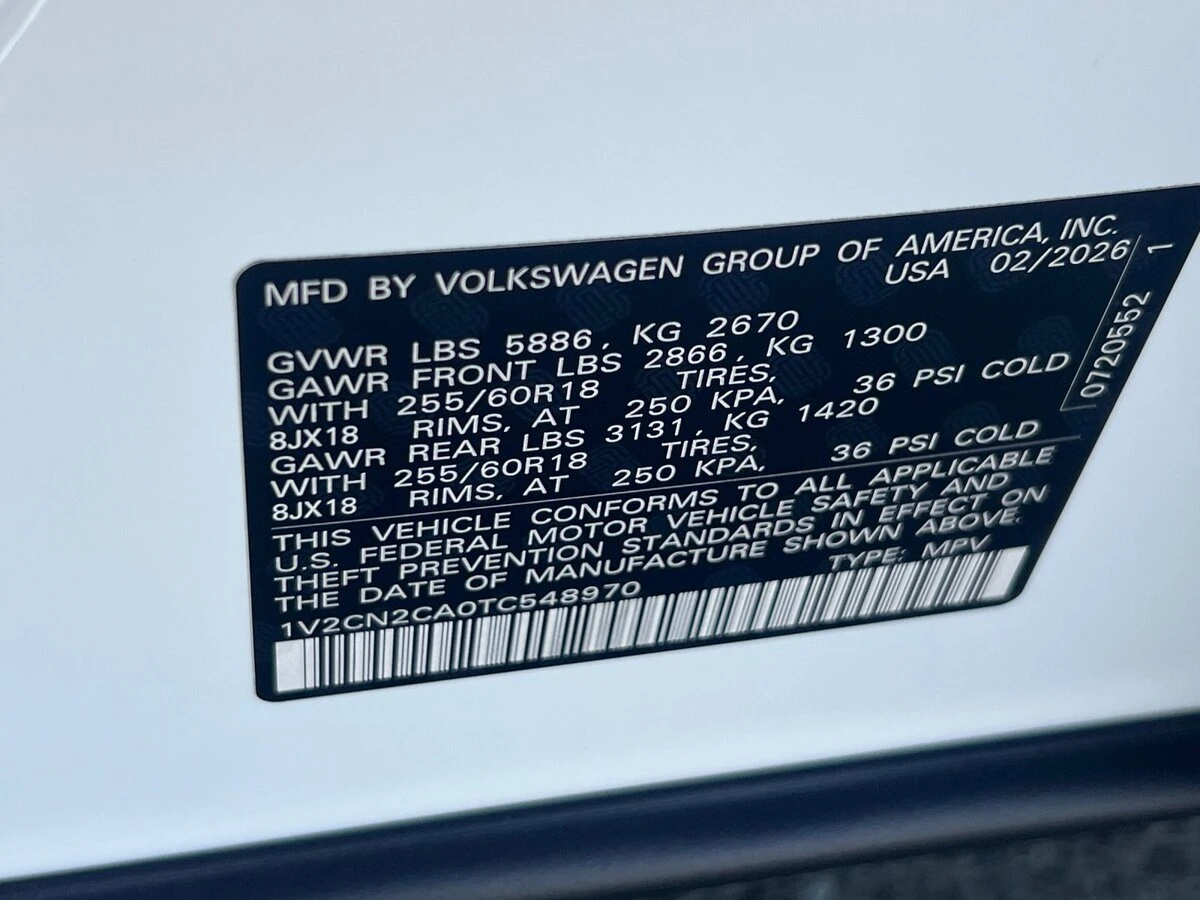 MFD BY VOLKSWAGEN GROUP OF AMERICA, INC.
USA 02/2026
GVWR LBS 5886, KG 2670
GAWR FRONT LBS 2866, KG 1300
WITH 255/60R18 TIRES,
8JX18 RIMS, AT 250 KPA, 36 PSI COLD
GAWR REAR LBS 3131, KG 1420
WITH 255/60R18 TIRES,
8JX18 RIMS, AT 250 KPA, 36 PSI COLD
THIS VEHICLE CONFORMS TO ALL APPLICABLE
U.S. FEDERAL MOTOR VEHICLE SAFETY AND
THEFT PREVENTION STANDARDS IN EFFECT ON
THE DATE OF MANUFACTURE SHOWN ABOVE.
1V2CN2CA0TC548970 TYPE: MPV
0720552 1